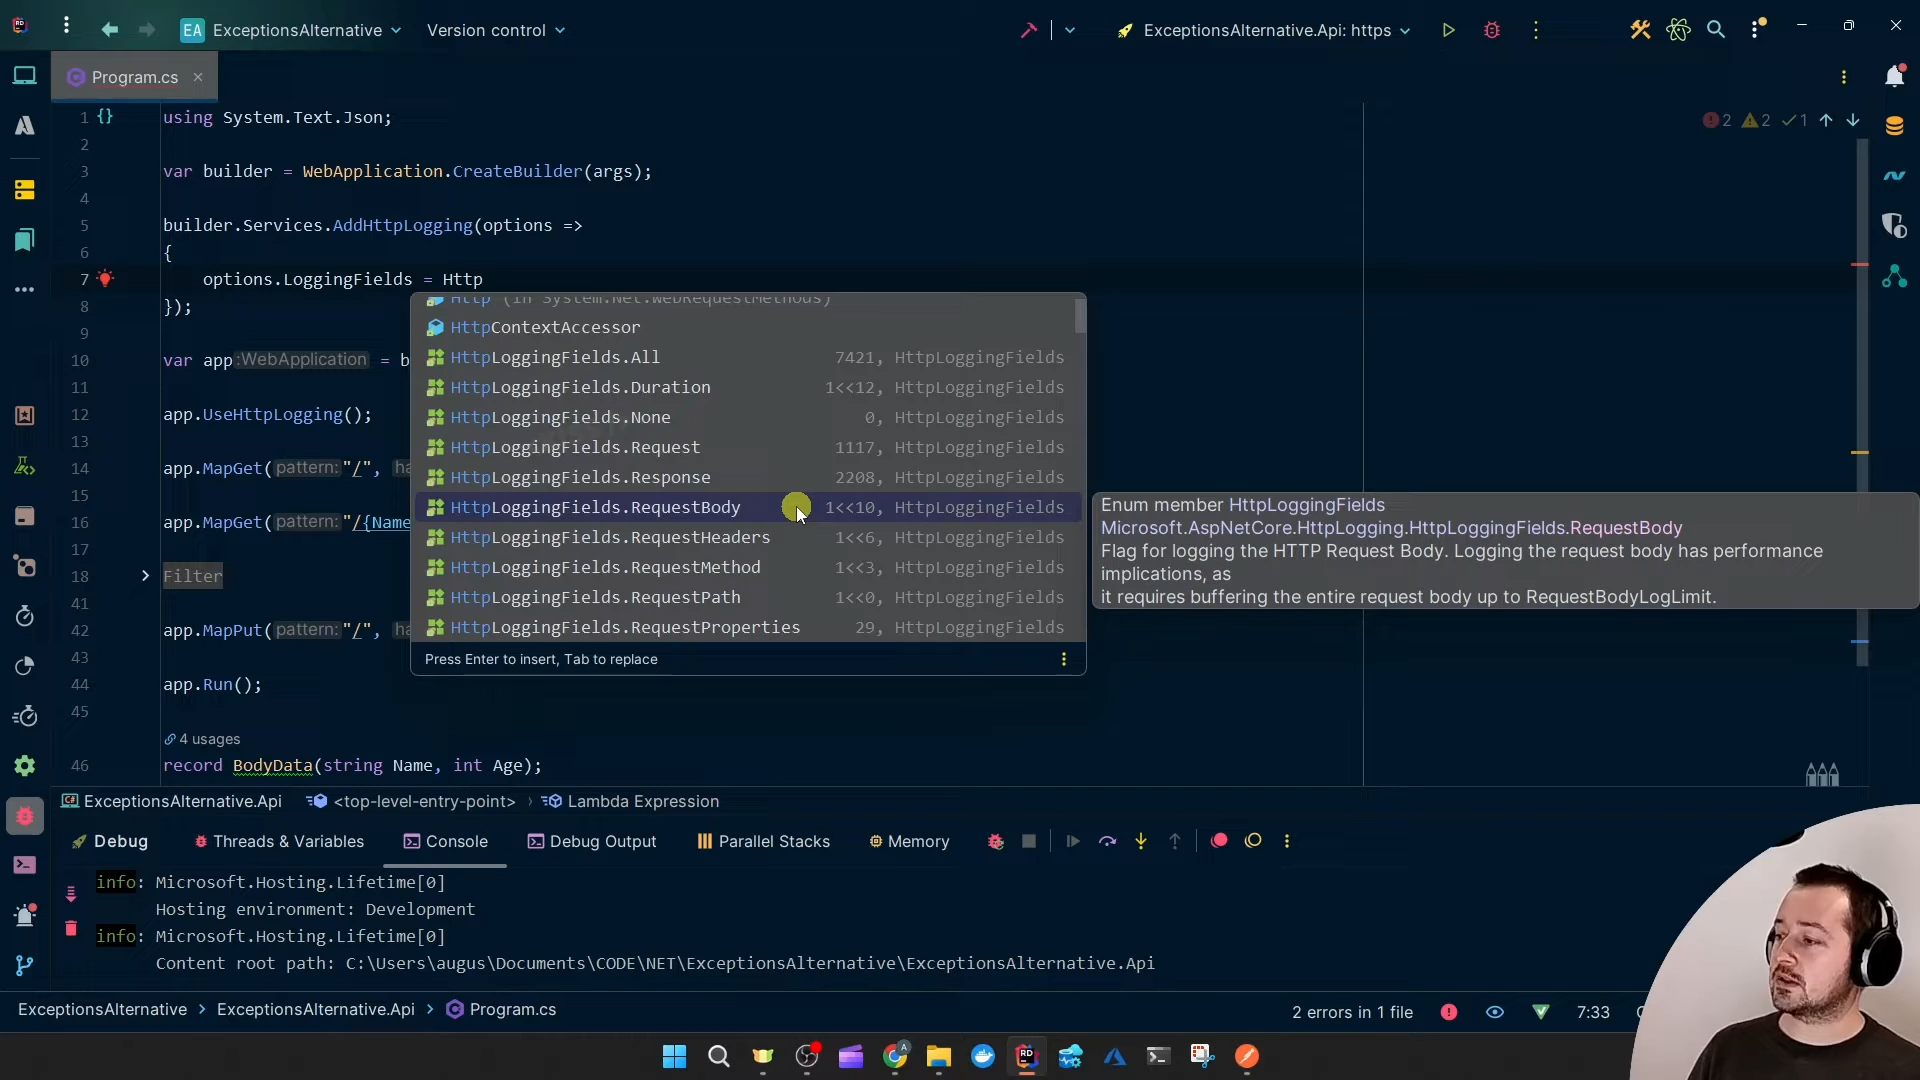 EA ExceptionsAlternative Version control ExceptionsAlternative.Api: https
Program.cs
1 {} using System.Text.Json;
2 1 1
2
3 var builder = WebApplication.CreateBuilder(args);
4
5 builder.Services.AddHttpLogging(options =>
6 {
7 options.LoggingFields = Http
8 });
9
10 var app :WebApplication = b
11
12 app.UseHttpLogging();
13
14 app.MapGet( pattern: "/", ha
15
16 app.MapGet( pattern: "/{Name
17
18 Filter
41
42 app.MapPut( pattern: "/", ha
43
44 app.Run();
45
4 usages
46 record BodyData(string Name, int Age);
Http (in System.Net.WebRequestMethods)
HttpContextAccessor
HttpLoggingFields.All 7421, HttpLoggingFields
HttpLoggingFields.Duration 1<<12, HttpLoggingFields
HttpLoggingFields.None 0, HttpLoggingFields
HttpLoggingFields.Request 1117, HttpLoggingFields
HttpLoggingFields.Response 2208, HttpLoggingFields
HttpLoggingFields.RequestBody 1<<10, HttpLoggingFields
HttpLoggingFields.RequestHeaders 1<<6, HttpLoggingFields
HttpLoggingFields.RequestMethod 1<<3, HttpLoggingFields
HttpLoggingFields.RequestPath 1<<0, HttpLoggingFields
HttpLoggingFields.RequestProperties 29, HttpLoggingFields
Press Enter to insert, Tab to replace
Enum member HttpLoggingFields
Microsoft.AspNetCore.HttpLogging.HttpLoggingFields.RequestBody
Flag for logging the HTTP Request Body. Logging the request body has performance
implications, as
it requires buffering the entire request body up to RequestBodyLogLimit.
ExceptionsAlternative.Api <top-level-entry-point> Lambda Expression
Debug Threads & Variables Console Debug Output Parallel Stacks Memory
info: Microsoft.Hosting.Lifetime[0]
Hosting environment: Development
info: Microsoft.Hosting.Lifetime[0]
Content root path: C:\Users\augus\Documents\CODE\NET\ExceptionsAlternative\ExceptionsAlternative.Api
ExceptionsAlternative > ExceptionsAlternative.Api > Program.cs
2 errors in 1 file 7:33